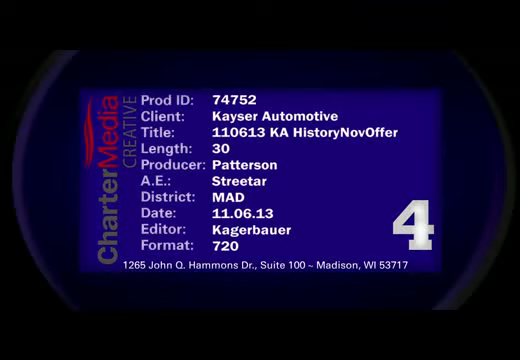 CharterMedia
CREATIVE
Prod ID: 74752
Client: Kayser Automotive
Title: 110613 KA HistoryNovOffer
Length: 30
Producer: Patterson
A.E.: Streetar
District: MAD
Date: 11.06.13
Editor: Kagerbauer
Format: 720
4
1265 John Q. Hammons Dr., Suite 100 ~ Madison, WI 53717